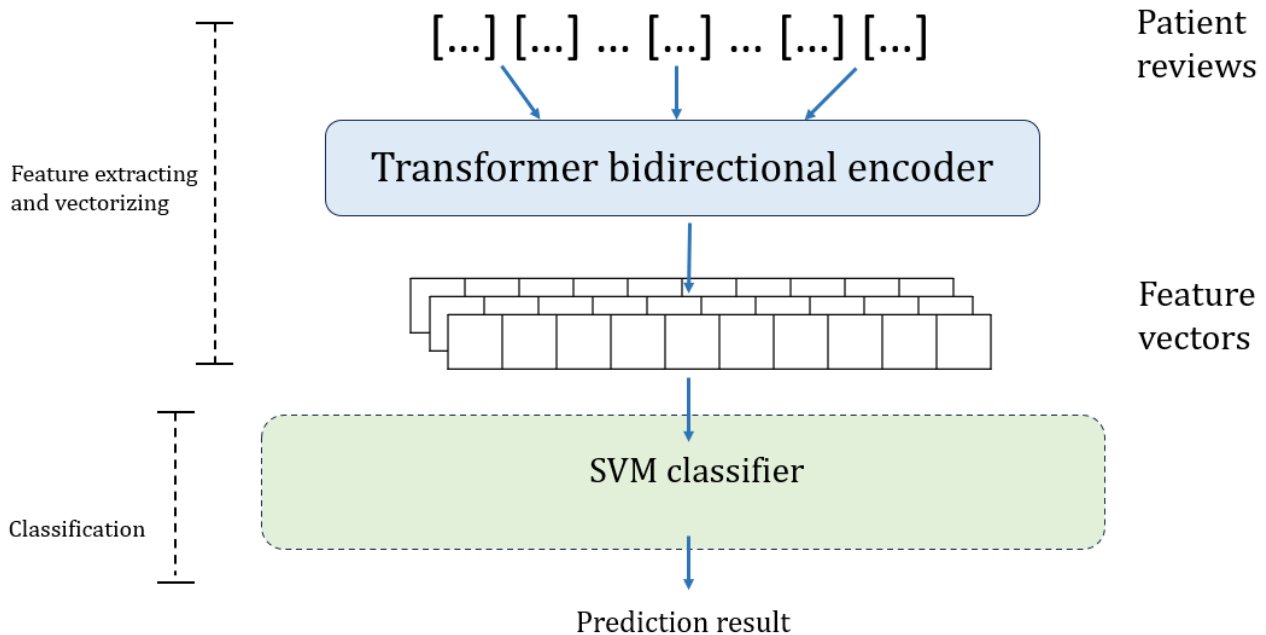 [...] [...] ... [...] ... [...] [...]
Patient
reviews
Transformer bidirectional encoder
Feature extracting
and vectorizing
Feature
vectors
SVM classifier
Classification
Prediction result